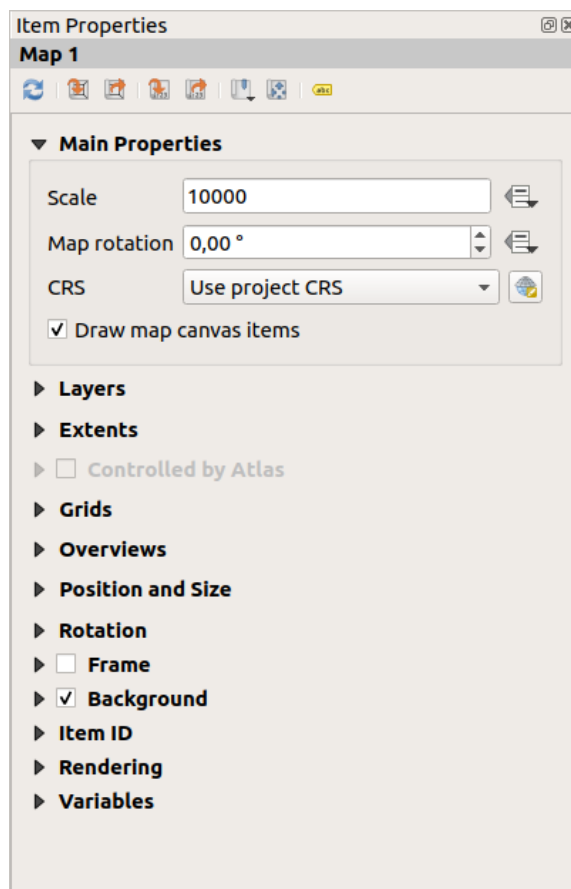 Item Properties
Map 1
abc
Main Properties
Scale 10000
Map rotation 0,00 °
CRS Use project CRS
Draw map canvas items
Layers
Extents
Controlled by Atlas
Grids
Overviews
Position and Size
Rotation
Frame
Background
Item ID
Rendering
Variables